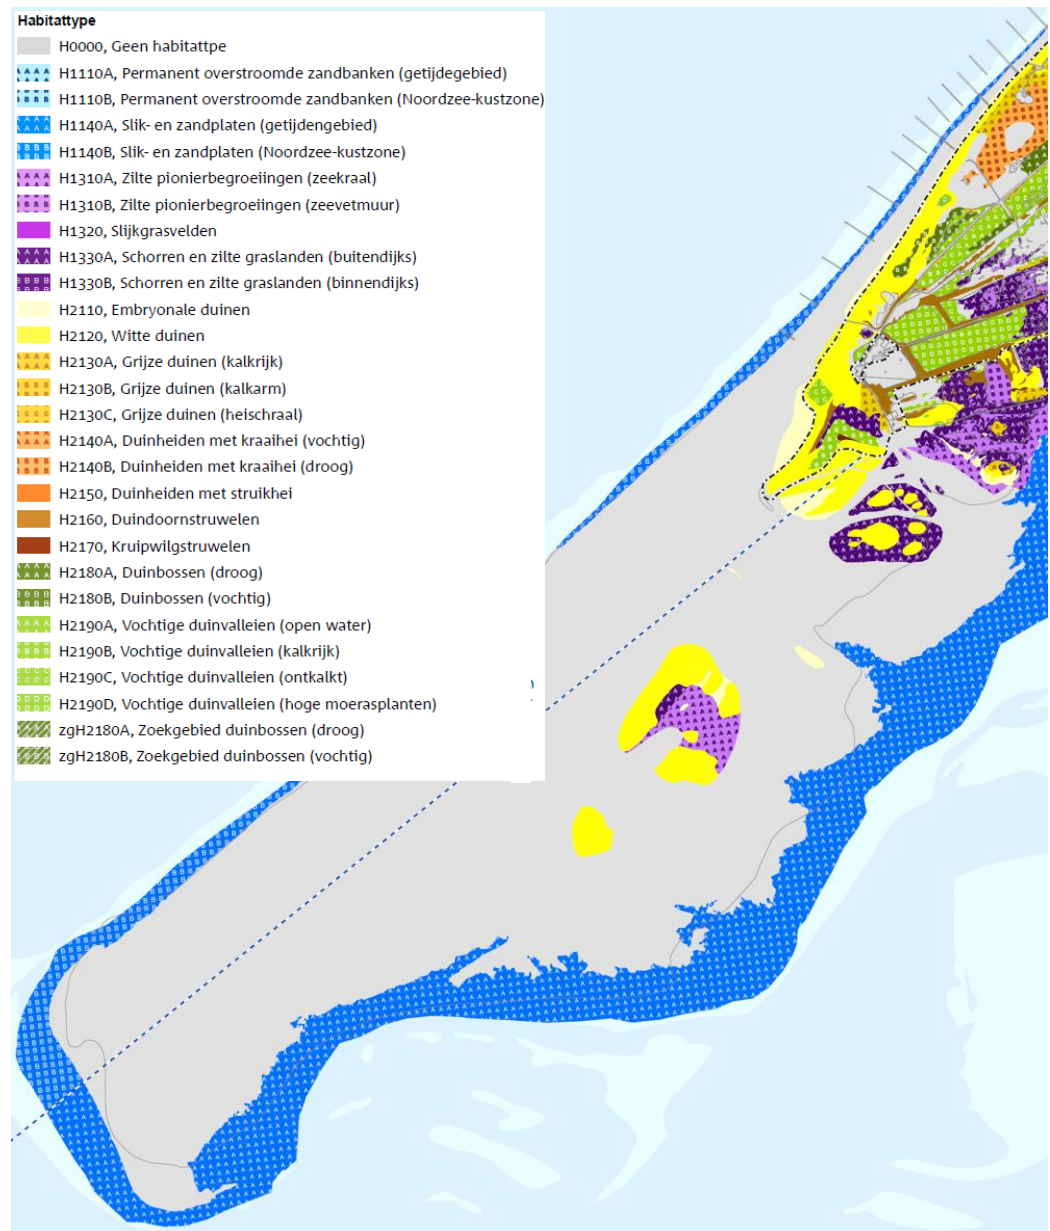 Habitattype
H0000, Geen habitattpe
H1110A, Permanent overstroomde zandbanken (getijdegebied)
H1110B, Permanent overstroomde zandbanken (Noordzee-kustzone)
H1140A, Slik- en zandplaten (getijdengebied)
H1140B, Slik- en zandplaten (Noordzee-kustzone)
H1310A, Zilte pionierbegroeiingen (zeekraal)
H1310B, Zilte pionierbegroeiingen (zeevetmuur)
H1320, Slijkgrasvelden
H1330A, Schorren en zilte graslanden (buitendijks)
H1330B, Schorren en zilte graslanden (binnendijks)
H2110, Embryonale duinen
H2120, Witte duinen
H2130A, Grijze duinen (kalkrijk)
H2130B, Grijze duinen (kalkarm)
H2130C, Grijze duinen (heischraal)
H2140A, Duinheiden met kraaihei (vochtig)
H2140B, Duinheiden met kraaihei (droog)
H2150, Duinheiden met struikhei
H2160, Duindoornstruwelen
H2170, Kruipwilgstruwelen
H2180A, Duinbossen (droog)
H2180B, Duinbossen (vochtig)
H2190A, Vochtige duinvalleien (open water)
H2190B, Vochtige duinvalleien (kalkrijk)
H2190C, Vochtige duinvalleien (ontkalkt)
H2190D, Vochtige duinvalleien (hoge moerasplanten)
zgH2180A, Zoekgebied duinbossen (droog)
zgH2180B, Zoekgebied duinbossen (vochtig)